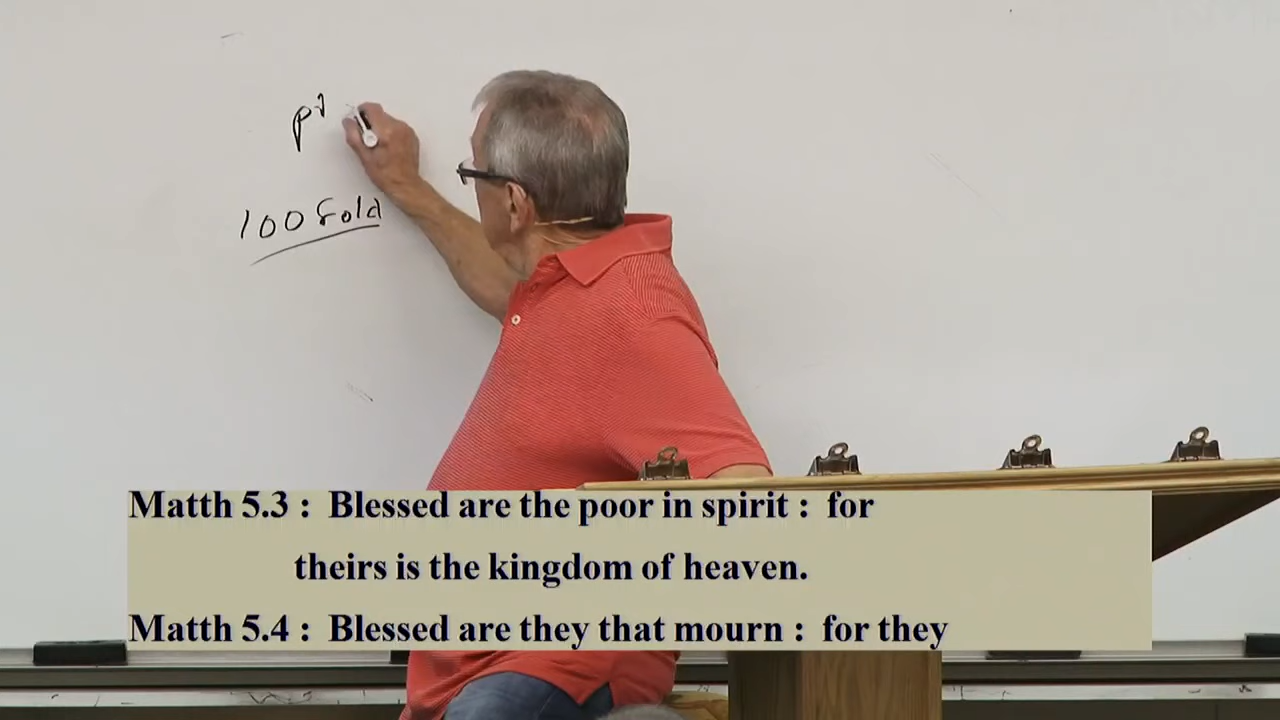 100 fold
Matth 5.3 : Blessed are the poor in spirit : for
theirs is the kingdom of heaven.
Matth 5.4 : Blessed are they that mourn : for they